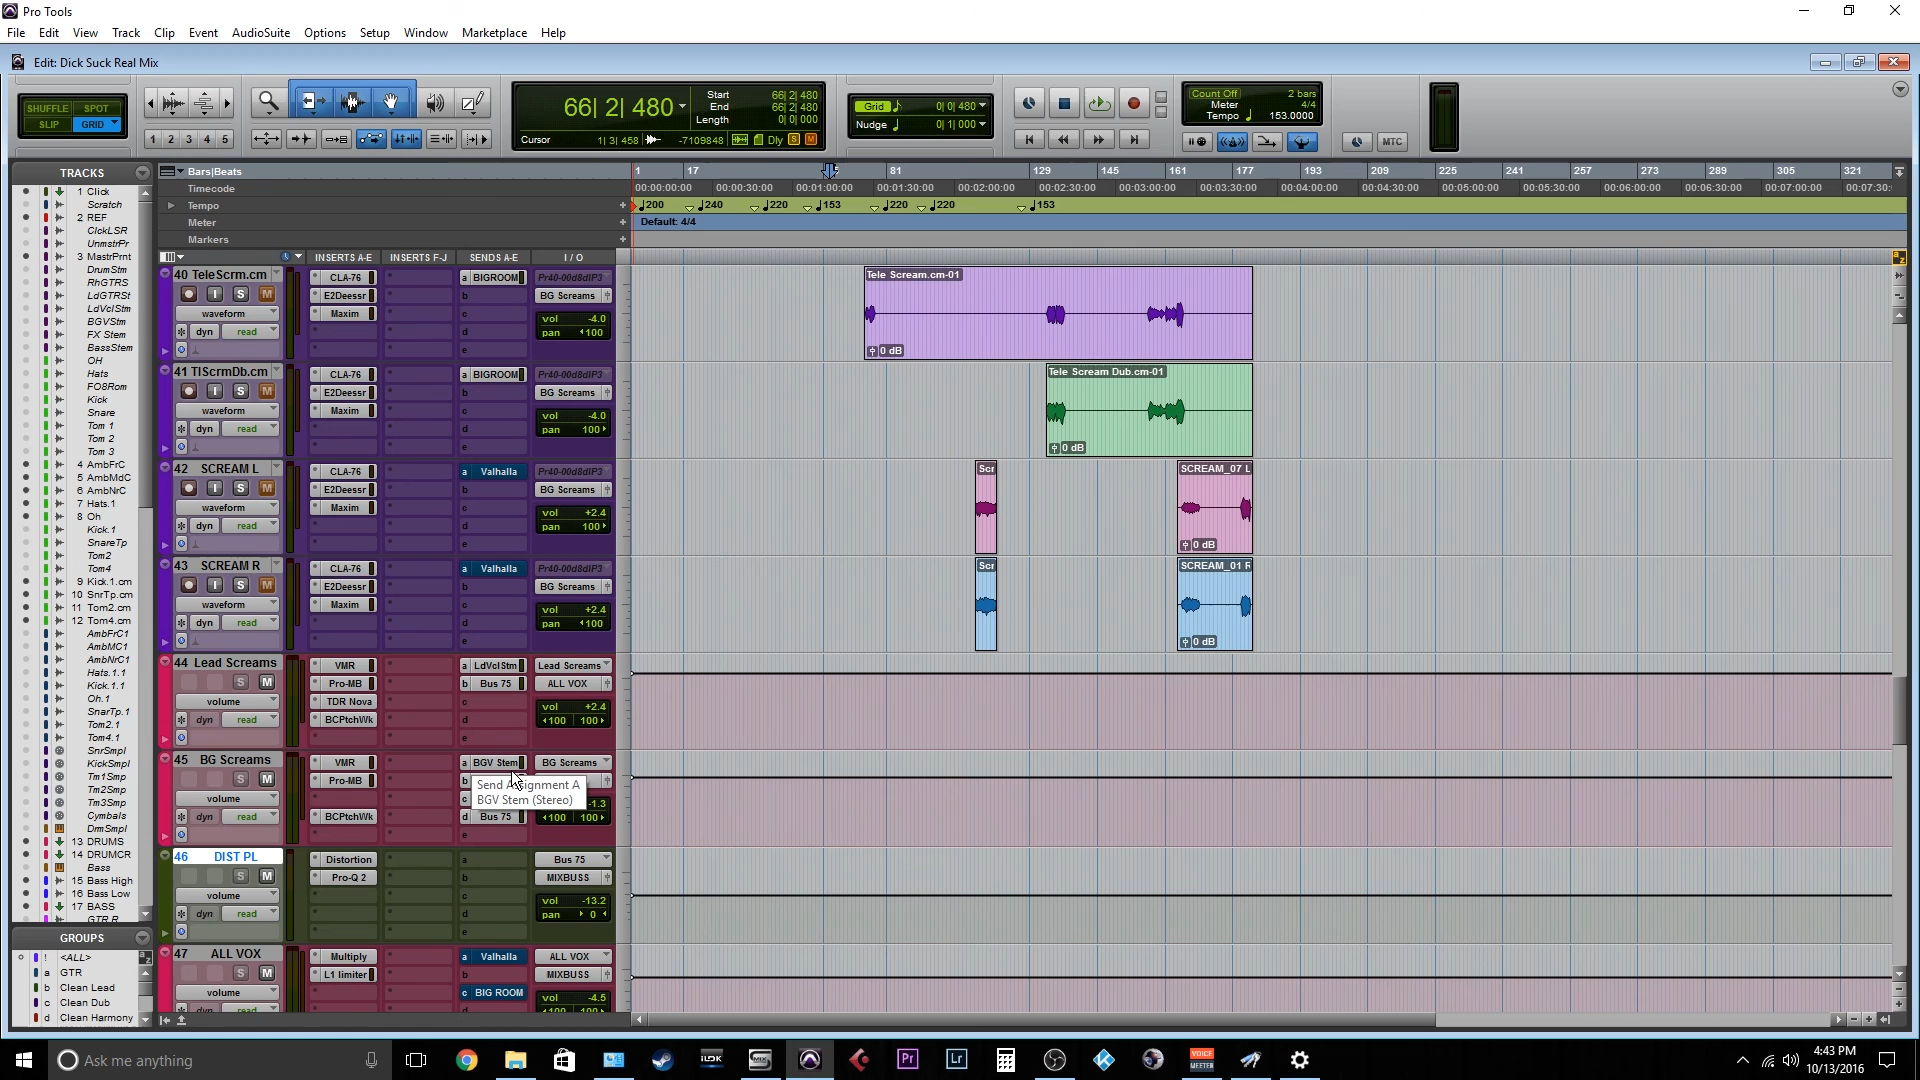 Pro Tools
File Edit View Track Clip Event AudioSuite Options Setup Window Marketplace Help
Edit: Dick Suck Real Mix
SHUFFLE SPOT
SLIP GRID
1 2 3 4 5
66| 2| 480
Start 66| 2| 480
End 66| 2| 480
Length 0| 0| 000
Cursor 1| 3| 458 -7109848 Dly S M
Grid 0| 0| 480
Nudge 0| 1| 000
Count Off 2 bars
Meter 4/4
Tempo 153.0000
MTC
TRACKS
1 Click
Scratch
2 REF
ClckLSR
UnmstrPr
3 MastrPrnt
DrumStm
RhGTRS
LdGTRSt
LdVclStm
BGVStm
FX Stem
BassStem
OH
Hats
FO8Rom
Kick
Snare
Tom 1
Tom 2
Tom 3
4 AmbFrC
5 AmbMdC
6 AmbNrC
7 Hats.1
8 Oh
Kick.1
SnareTp
Tom2
Tom4
9 Kick.1.cm
10 SnrTp.cm
11 Tom2.cm
12 Tom4.cm
AmbFrC1
AmbMC1
AmbNrC1
Hats.1.1
Kick.1.1
Oh.1
SnarTp.1
Tom2.1
Tom4.1
SnrSmpl
KickSmpl
Tm1Smp
Tm2Smp
Tm3Smp
Cymbals
DrmSmpl
13 DRUMS
14 DRUMCR
Bass
15 Bass High
16 Bass Low
17 BASS
GTR R
GROUPS
! <ALL>
a GTR
b Clean Lead
c Clean Dub
d Clean Harmony
Bars|Beats 1 17 81 129 145 161 177 193 209 225 241 257 273 289 305 321
Timecode 00:00:00:00 00:00:30:00 00:01:00:00 00:01:30:00 00:02:00:00 00:02:30:00 00:03:00:00 00:03:30:00 00:04:00:00 00:04:30:00 00:05:00:00 00:05:30:00 00:06:00:00 00:06:30:00 00:07:00:00 00:07:30:
Tempo 200 240 220 153 220 220 153
Meter Default: 4/4
Markers
INSERTS A-E INSERTS F-J SENDS A-E I / O
40 TeleScrm.cm
I S M
waveform
dyn read
CLA-76
E2Deessr
Maxim
a BIGROOM
b
c
d
e
Pr40-00d8dIP3
BG Screams
vol -4.0
pan 100
Tele Scream.cm-01
0 dB
41 TlScrmDb.cm
I S M
waveform
dyn read
CLA-76
E2Deessr
Maxim
a BIGROOM
b
c
d
e
Pr40-00d8dIP3
BG Screams
vol -4.0
pan 100
Tele Scream Dub.cm-01
0 dB
42 SCREAM L
I S M
waveform
dyn read
CLA-76
E2Deessr
Maxim
a Valhalla
b
c
d
e
Pr40-00d8dIP3
BG Screams
vol +2.4
pan 100
Scr
SCREAM_07 L
0 dB
43 SCREAM R
I S M
waveform
dyn read
CLA-76
E2Deessr
Maxim
a Valhalla
b
c
d
e
Pr40-00d8dIP3
BG Screams
vol +2.4
pan 100
Scr
SCREAM_01 R
0 dB
44 Lead Screams
S M
volume
dyn read
VMR
Pro-MB
TDR Nova
BCPtchWk
a LdVclStm
b Bus 75
c
d
e
Lead Screams
ALL VOX
vol +2.4
100 100
45 BG Screams
S M
volume
dyn read
VMR
Pro-MB
BCPtchWk
a BGV Stem
b
c
d Bus 75
e
BG Screams
-1.3
100 100
Send Assignment A
BGV Stem (Stereo)
46 DIST PL
S M
volume
dyn read
Distortion
Pro-Q 2
a
b
c
d
e
Bus 75
MIXBUSS
vol -13.2
pan 0
47 ALL VOX
S M
volume
dyn read
Multiply
L1 limiter
a Valhalla
b
c BIG ROOM
d
ALL VOX
MIXBUSS
vol -4.5
100 100
Ask me anything
Pr
Lr
VOICE
MEETER
4:43 PM
10/13/2016